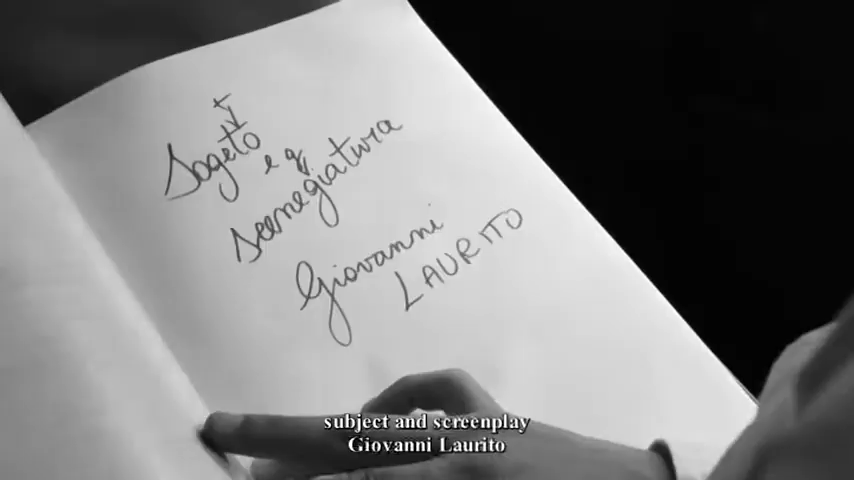 t
Sogeto
e g
scenegiatura
Giovanni
LAURITO
subject and screenplay
Giovanni Laurito